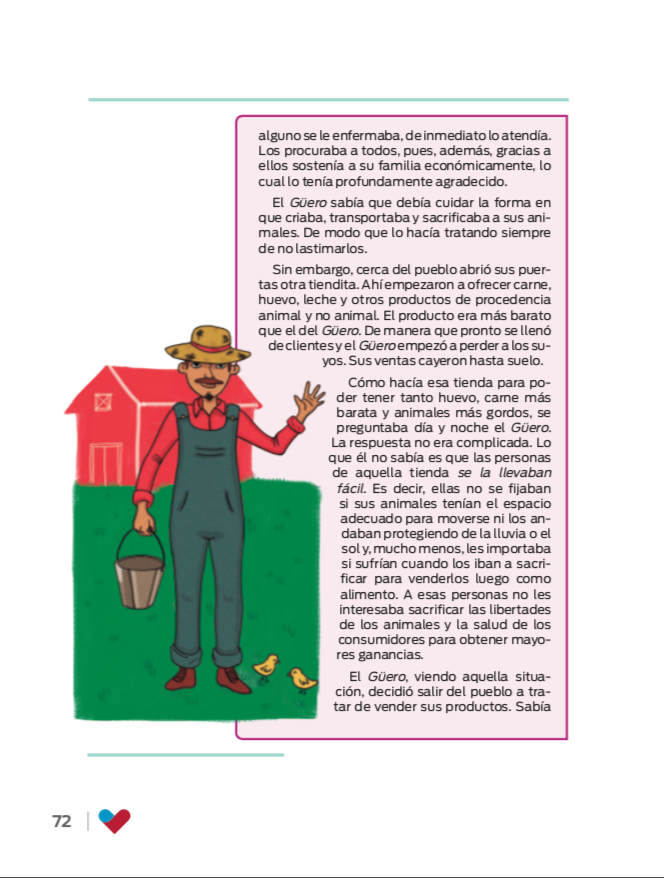 alguno se le enfermaba, de inmediato lo atendía.
Los procuraba a todos, pues, además, gracias a
ellos sostenía a su familia económicamente, lo
cual lo tenía profundamente agradecido.
El Güero sabía que debía cuidar la forma en
que criaba, transportaba y sacrificaba a sus ani-
males. De modo que lo hacía tratando siempre
de no lastimarlos.
Sin embargo, cerca del pueblo abrió sus puer-
tas otra tiendita. Ahí empezaron a ofrecer carne,
huevo, leche y otros productos de procedencia
animal y no animal. El producto era más barato
que el del Güero. De manera que pronto se llenó
de clientes y el Güero empezó a perder a los su-
yos. Sus ventas cayeron hasta suelo.
Cómo hacía esa tienda para po-
der tener tanto huevo, carne más
barata y animales más gordos, se
preguntaba día y noche el Güero.
La respuesta no era complicada. Lo
que él no sabía es que las personas
de aquella tienda se la llevaban
fácil. Es decir, ellas no se fijaban
si sus animales tenían el espacio
adecuado para moverse ni los an-
daban protegiendo de la lluvia o el
sol y, mucho menos, les importaba
si sufrían cuando los iban a sacri-
ficar para venderlos luego como
alimento. A esas personas no les
interesaba sacrificar las libertades
de los animales y la salud de los
consumidores para obtener mayo-
res ganancias.
El Güero, viendo aquella situa-
ción, decidió salir del pueblo a tra-
tar de vender sus productos. Sabía
72